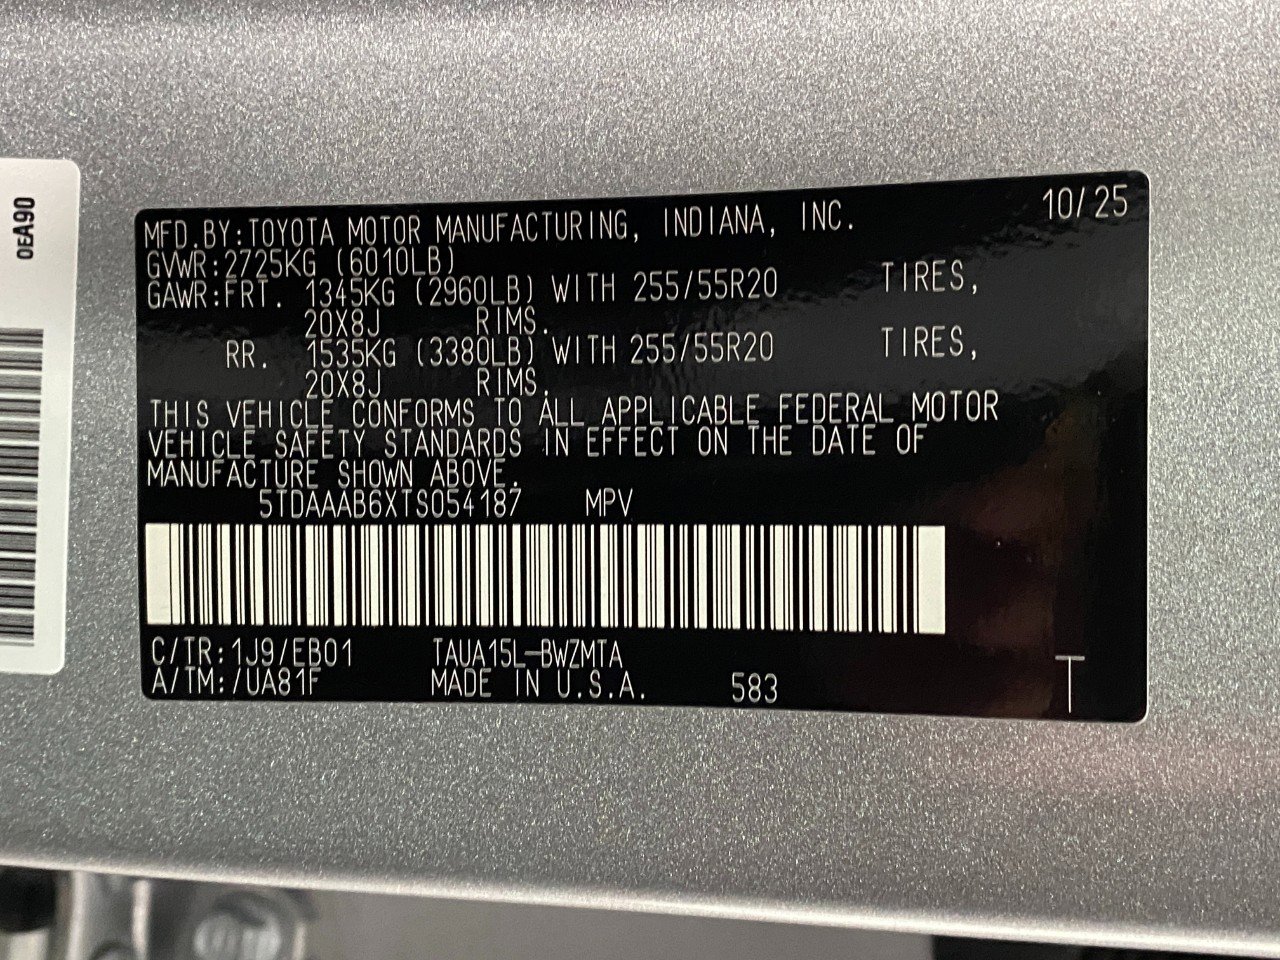 0EA90
MFD.BY:TOYOTA MOTOR MANUFACTURING, INDIANA, INC. 10/25
GVWR:2725KG (6010LB)
GAWR:FRT. 1345KG (2960LB) WITH 255/55R20 TIRES,
20X8J RIMS.
RR. 1535KG (3380LB) WITH 255/55R20 TIRES,
20X8J RIMS.
THIS VEHICLE CONFORMS TO ALL APPLICABLE FEDERAL MOTOR
VEHICLE SAFETY STANDARDS IN EFFECT ON THE DATE OF
MANUFACTURE SHOWN ABOVE.
5TDAAAB6XTS054187 MPV
C/TR:1J9/EB01 TAUA15L-BWZMTA
A/TM:/UA81F MADE IN U.S.A. 583 T